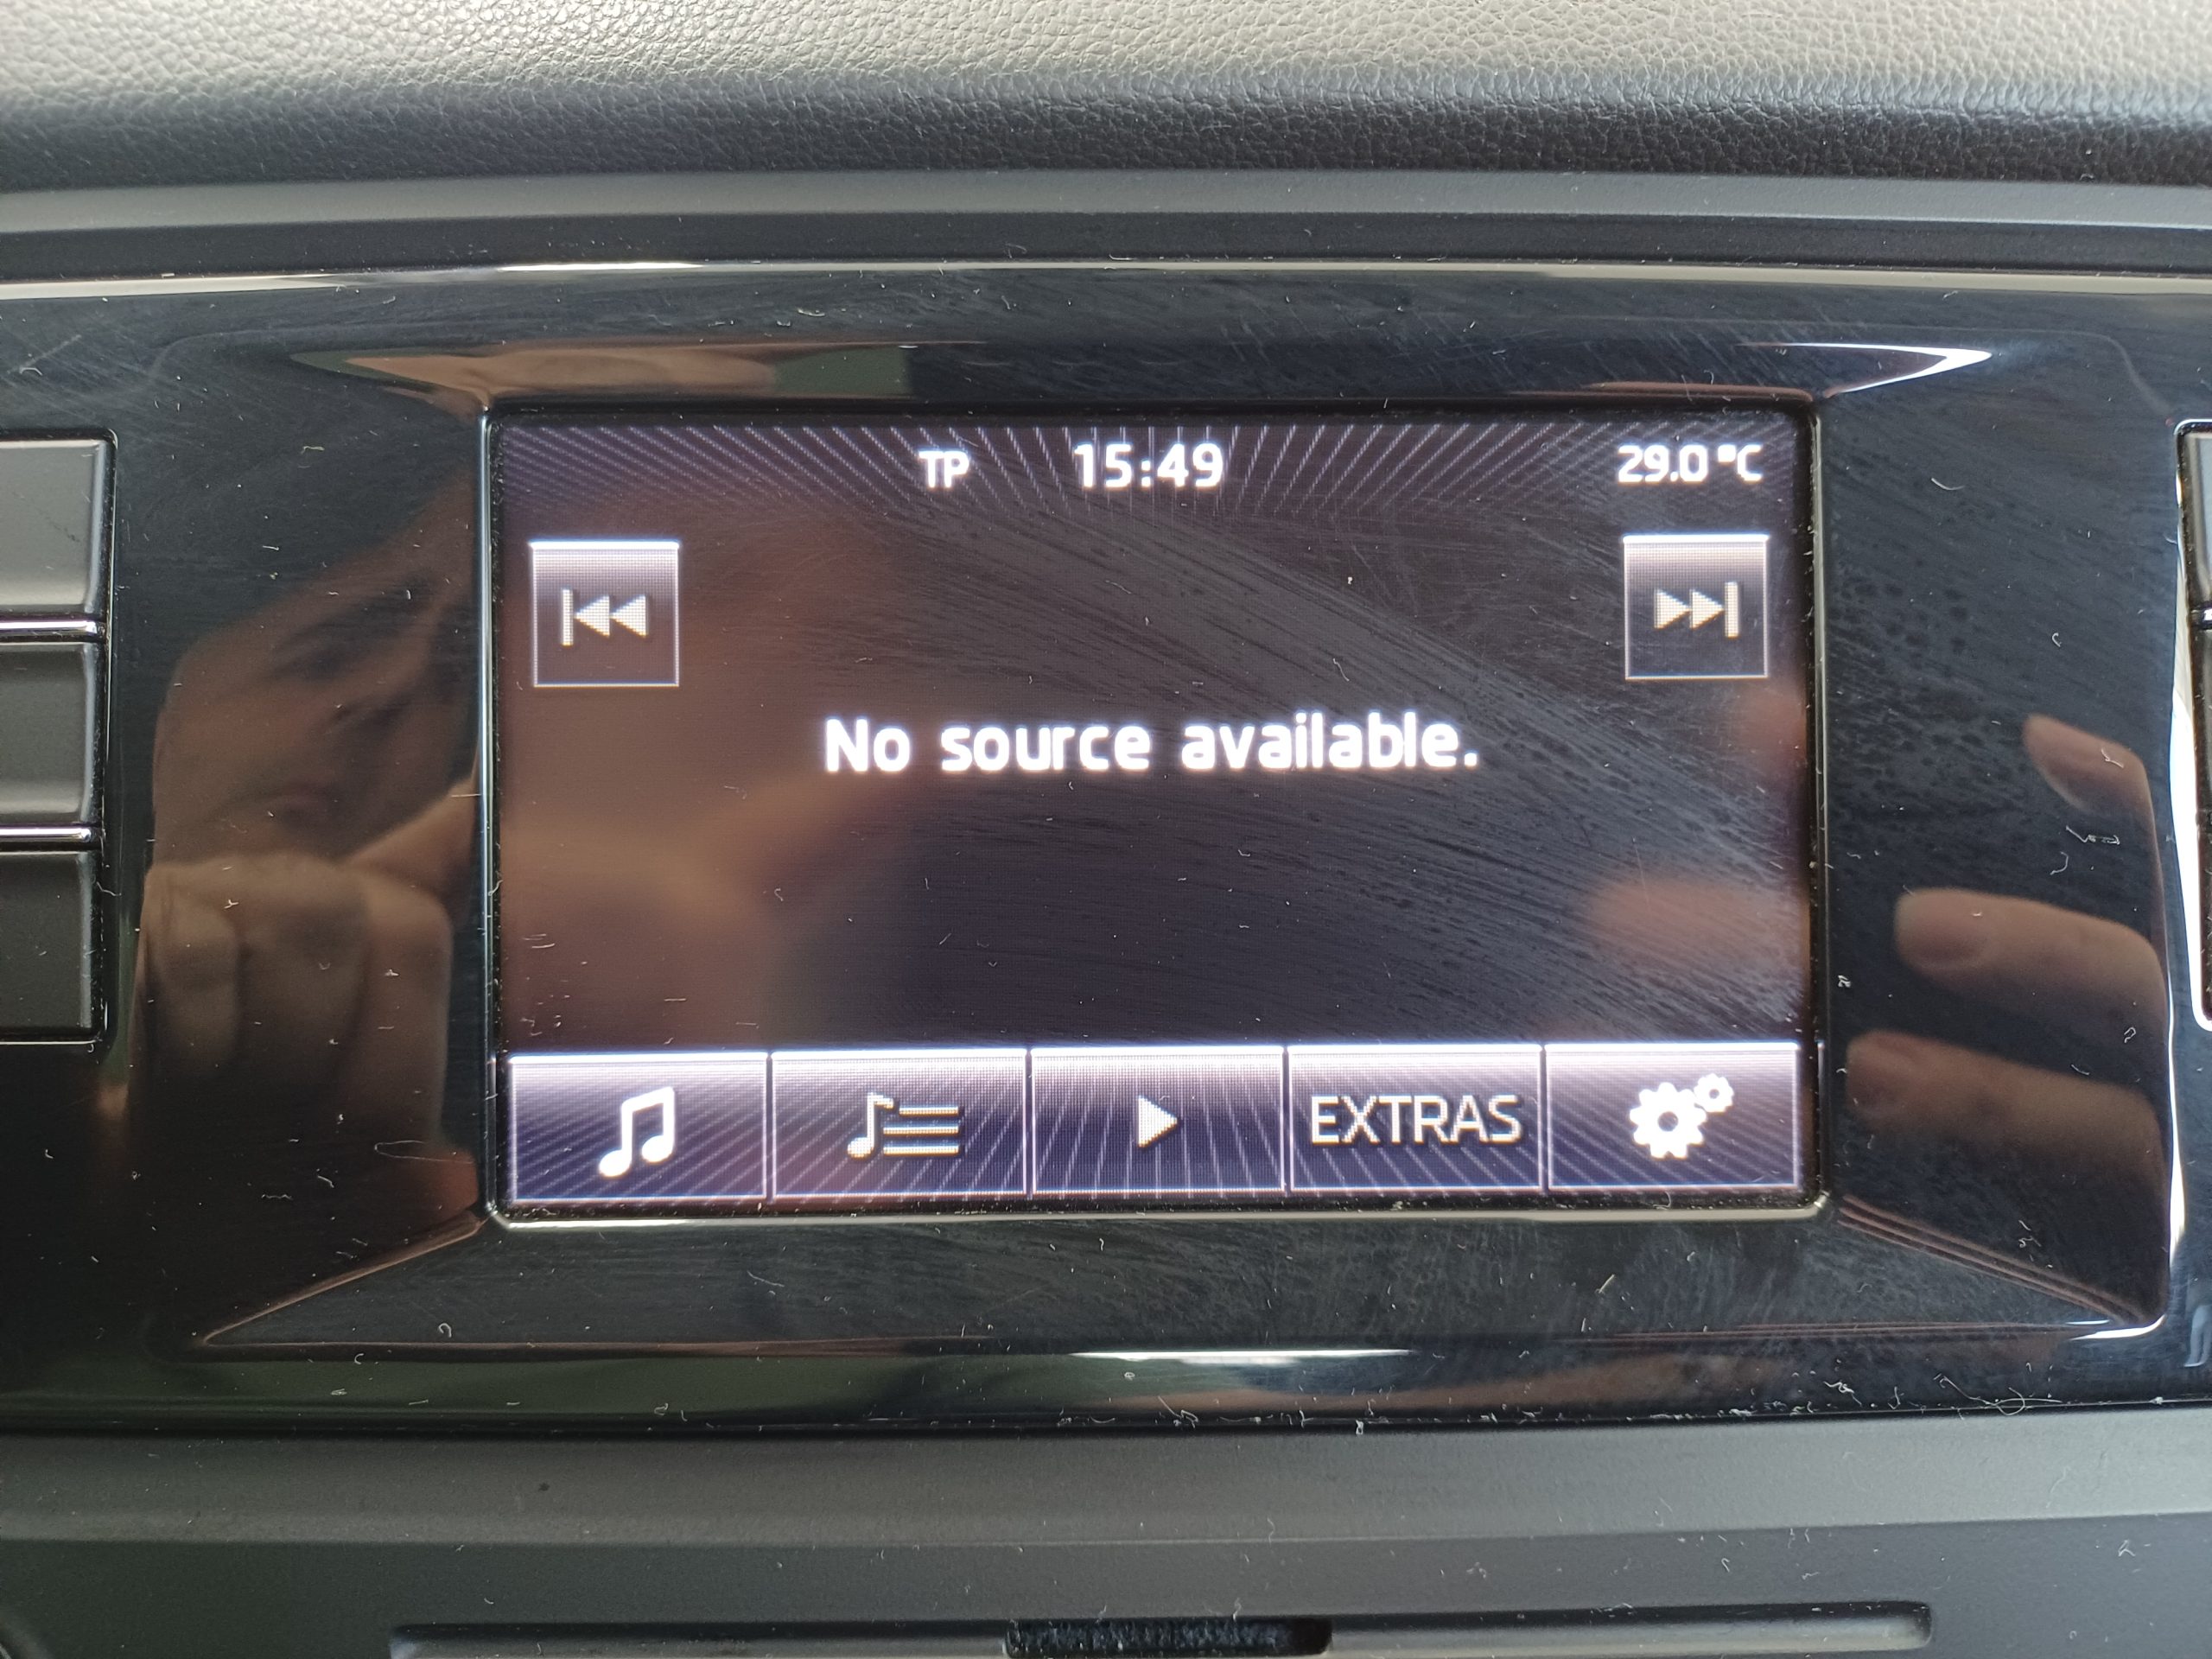 TP 15:49 29.0 °C
No source available.
EXTRAS